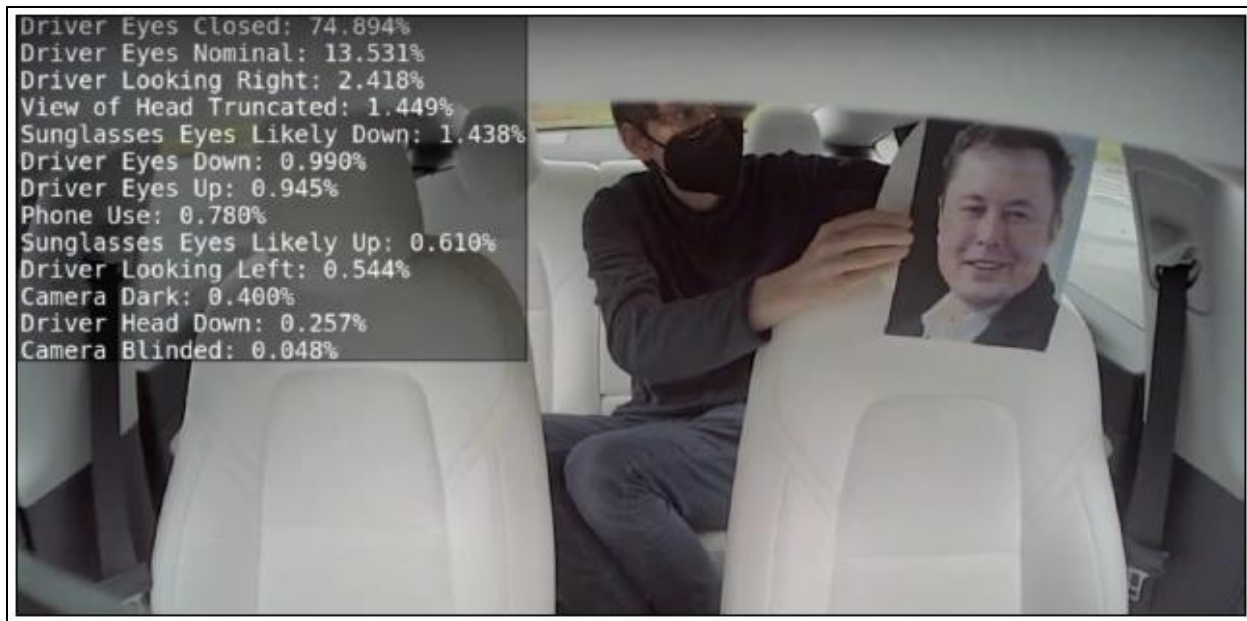 Driver Eyes Closed: 74.894%
Driver Eyes Nominal: 13.531%
Driver Looking Right: 2.418%
View of Head Truncated: 1.449%
Sunglasses Eyes Likely Down: 1.438%
Driver Eyes Down: 0.990%
Driver Eyes Up: 0.945%
Phone Use: 0.780%
Sunglasses Eyes Likely Up: 0.610%
Driver Looking Left: 0.544%
Camera Dark: 0.400%
Driver Head Down: 0.257%
Camera Blinded: 0.048%